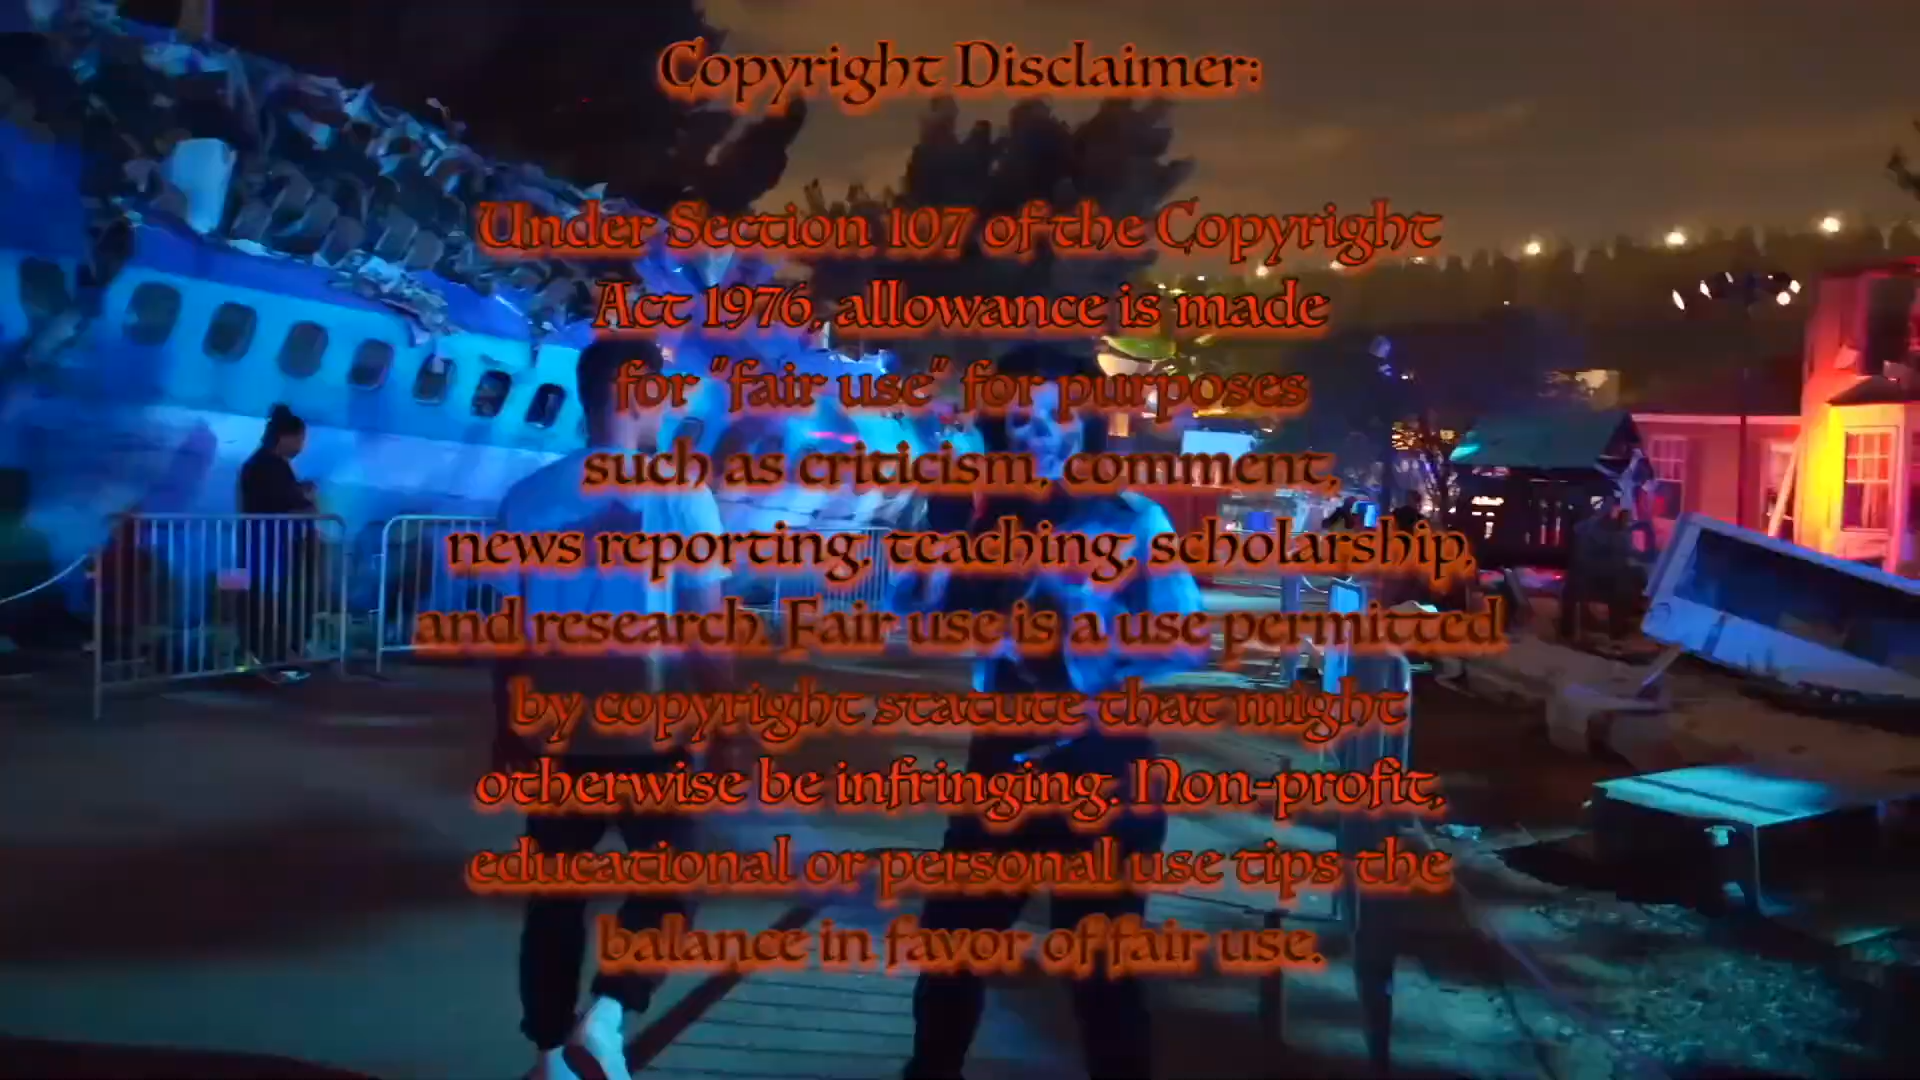 Copyright Disclaimer:
Under Section 107 of the Copyright
Act 1976, allowance is made
for "fair use" for purposes
such as criticism, comment,
news reporting, teaching, scholarship,
and research. Fair use is a use permitted
by copyright statute that might
otherwise be infringing. Non-profit,
educational or personal use tips the
balance in favor of fair use.